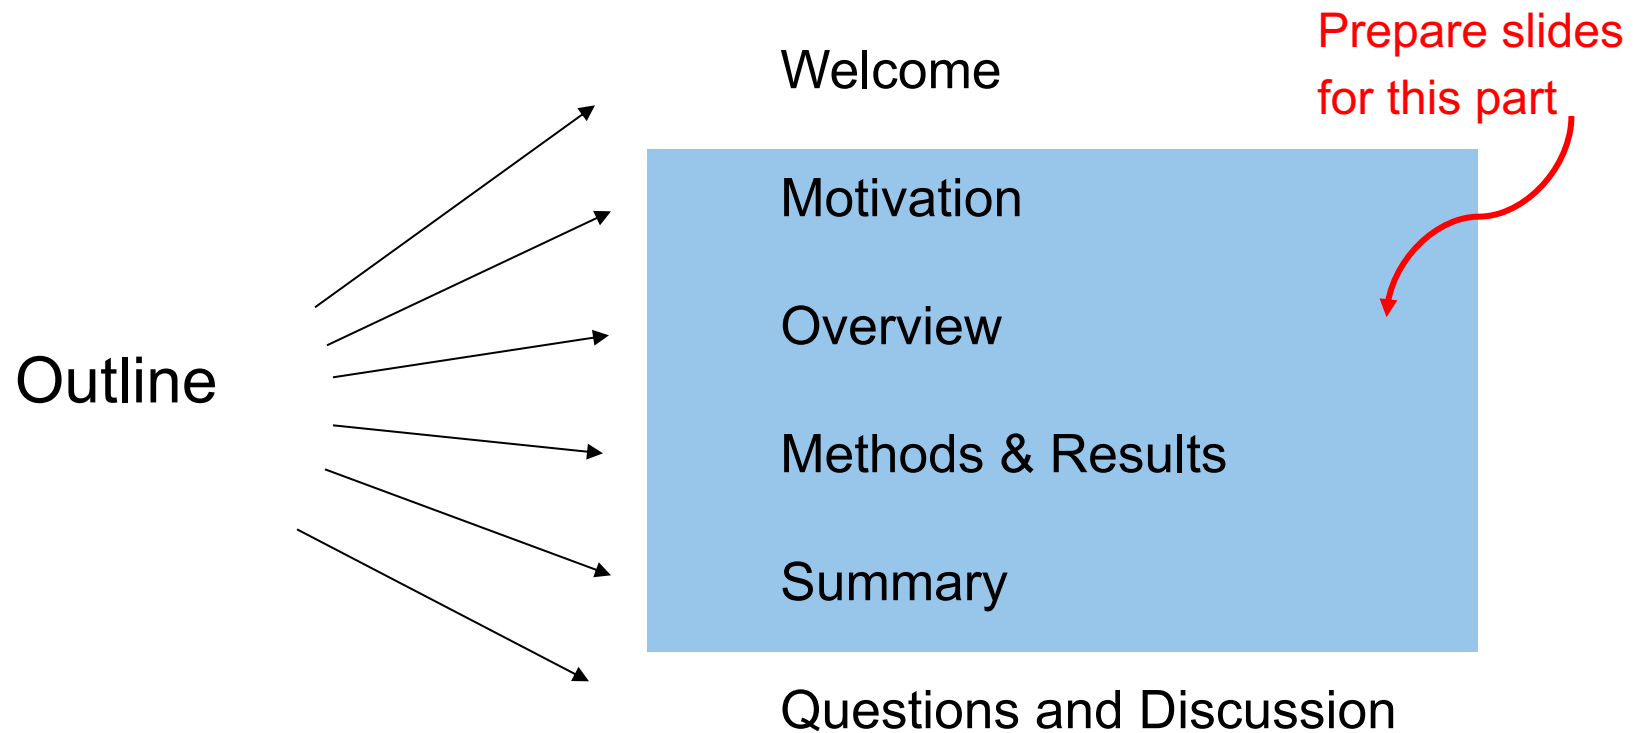 Prepare slides
for this part
Welcome
Motivation
Overview
Outline
Methods & Results
Summary
Questions and Discussion